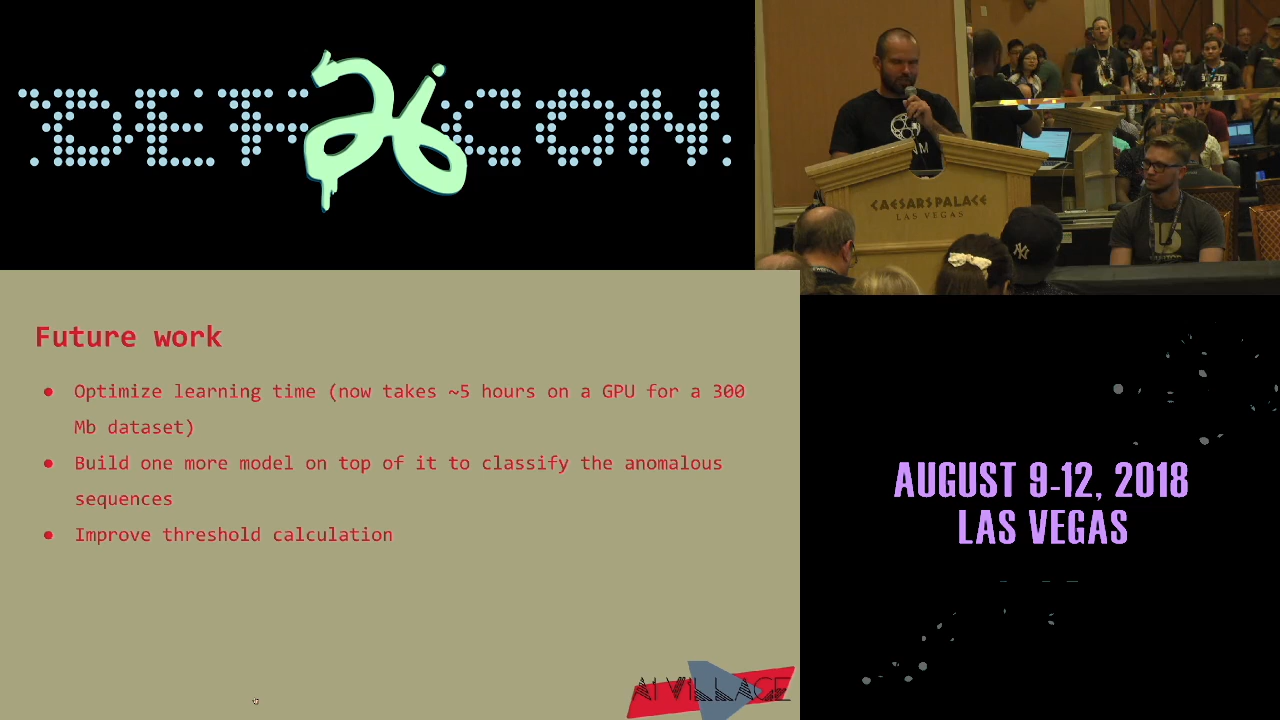 DEF 26 CON
CAESARS PALACE
LAS VEGAS
Future work
● Optimize learning time (now takes ~5 hours on a GPU for a 300
Mb dataset)
● Build one more model on top of it to classify the anomalous
sequences
● Improve threshold calculation
AI VILLAGE
AUGUST 9-12, 2018
LAS VEGAS